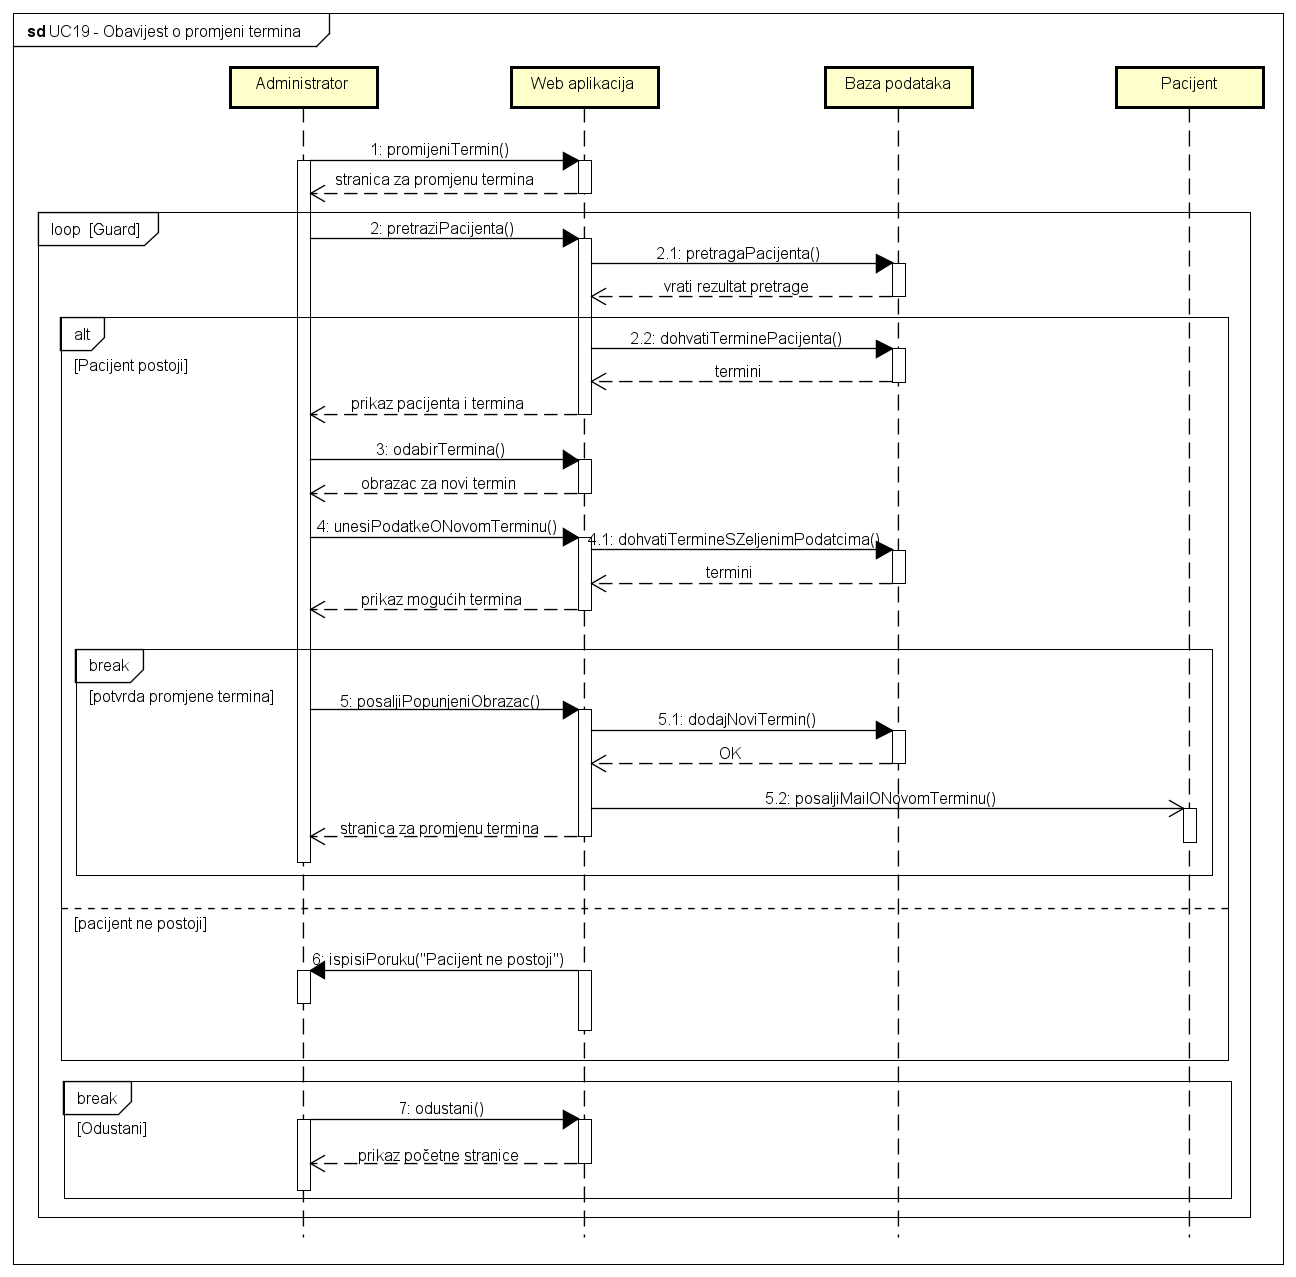 sd UC19 - Obavijest o promjeni termina
Administrator
Web aplikacija
Baza podataka
Pacijent
1: promijeniTermin()
stranica za promjenu termina
loop [Guard]
2: pretraziPacijenta()
2.1: pretragaPacijenta()
vrati rezultat pretrage
alt
[Pacijent postoji]
2.2: dohvatiTerminePacijenta()
termini
prikaz pacijenta i termina
3: odabirTermina()
obrazac za novi termin
4: unesiPodatkeONovomTerminu()
4.1: dohvatiTermineSZeljenimPodatcima()
termini
prikaz mogućih termina
break
[potvrda promjene termina]
5: posaljiPopunjeniObrazac()
5.1: dodajNoviTermin()
OK
5.2: posaljiMailONovomTerminu()
stranica za promjenu termina
[pacijent ne postoji]
6: ispisiPoruku("Pacijent ne postoji")
break
[Odustani]
7: odustani()
prikaz početne stranice